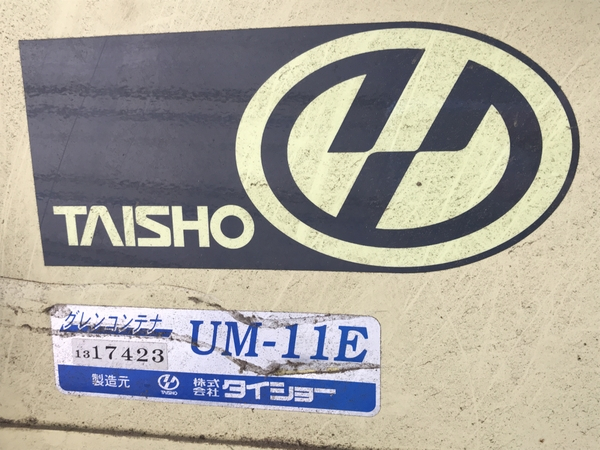 TAISHO
グレンコンテナ
1317423
UM-11E
製造元
TAISHO
株式会社
タイショー